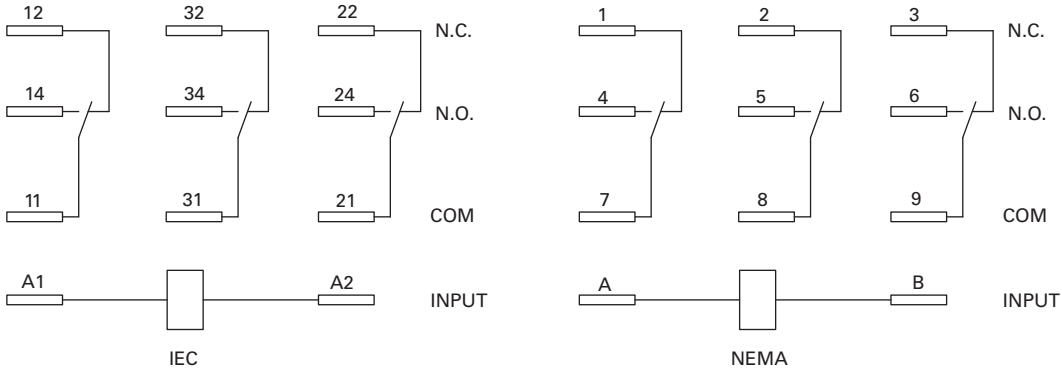 12 32 22 N.C. 1 2 3 N.C.
14 34 24 N.O. 4 5 6 N.O.
11 31 21 COM 7 8 9 COM
A1 A2 INPUT A B INPUT
IEC NEMA